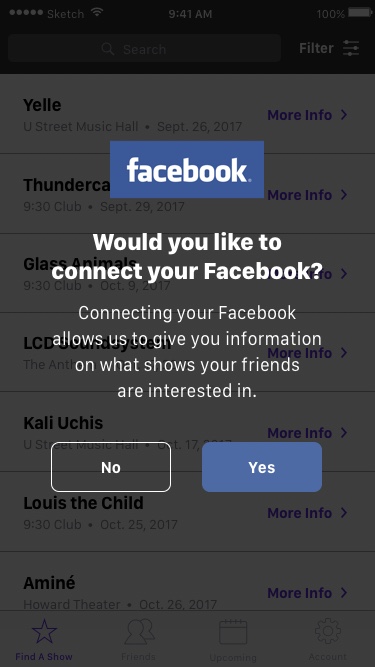 Sketch 9:41 AM 100%
Search Filter
Yelle
U Street Music Hall • Sept. 26, 2017
More Info
facebook
Thunderca
9:30 Club • Sept. 29, 2017
More Info
Would you like to
connect your Facebook?
Glass Animals
9:30 Club • Oct. 9, 2017
More Info
Connecting your Facebook
allows us to give you information
on what shows your friends
are interested in.
LCD Soundsystem
The Anth
More Info
Kali Uchis
U Street Music Hall • Oct. 17, 2017
More Info
No Yes
Louis the Child
9:30 Club • Oct. 25, 2017
More Info
Aminé
Howard Theater • Oct. 26, 2017
More Info
Find A Show Friends Upcoming Account